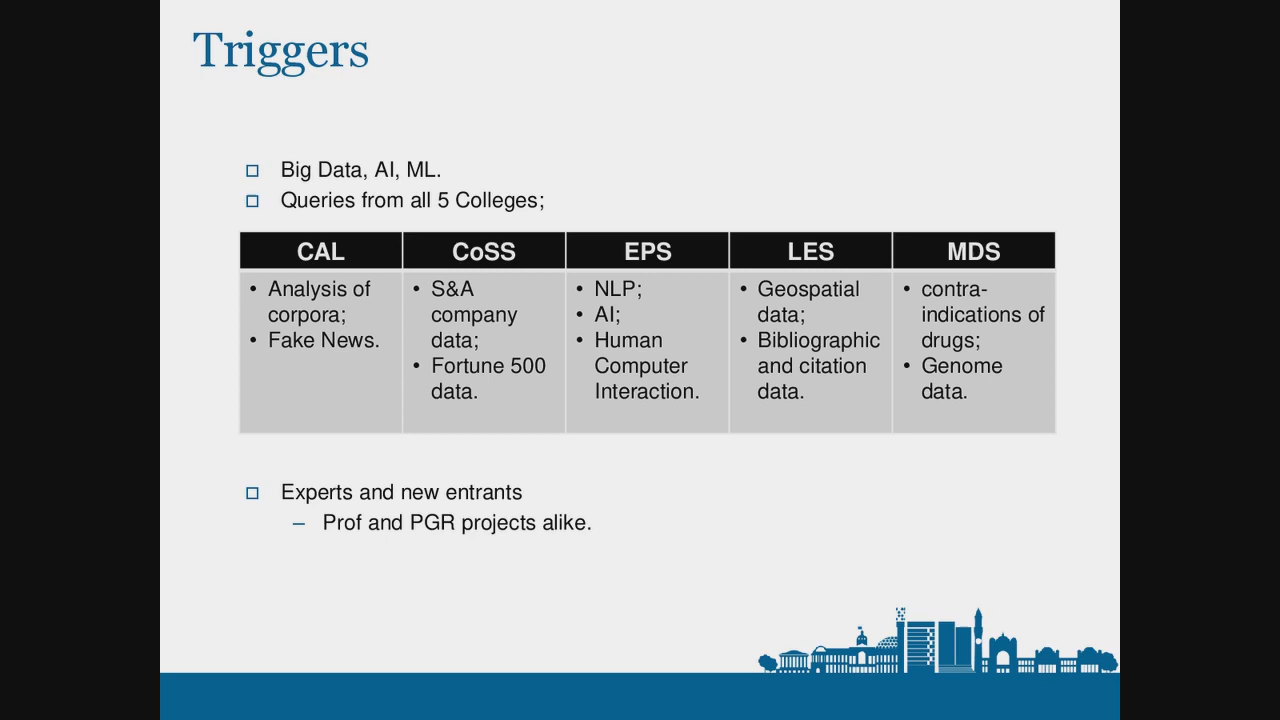 Triggers
Big Data, AI, ML.
Queries from all 5 Colleges;
CAL CoSS EPS LES MDS
• Analysis of
corpora;
• Fake News.
• S&A
company
data;
• Fortune 500
data.
• NLP;
• AI;
• Human
Computer
Interaction.
• Geospatial
data;
• Bibliographic
and citation
data.
• contra-
indications of
drugs;
• Genome
data.
Experts and new entrants
– Prof and PGR projects alike.